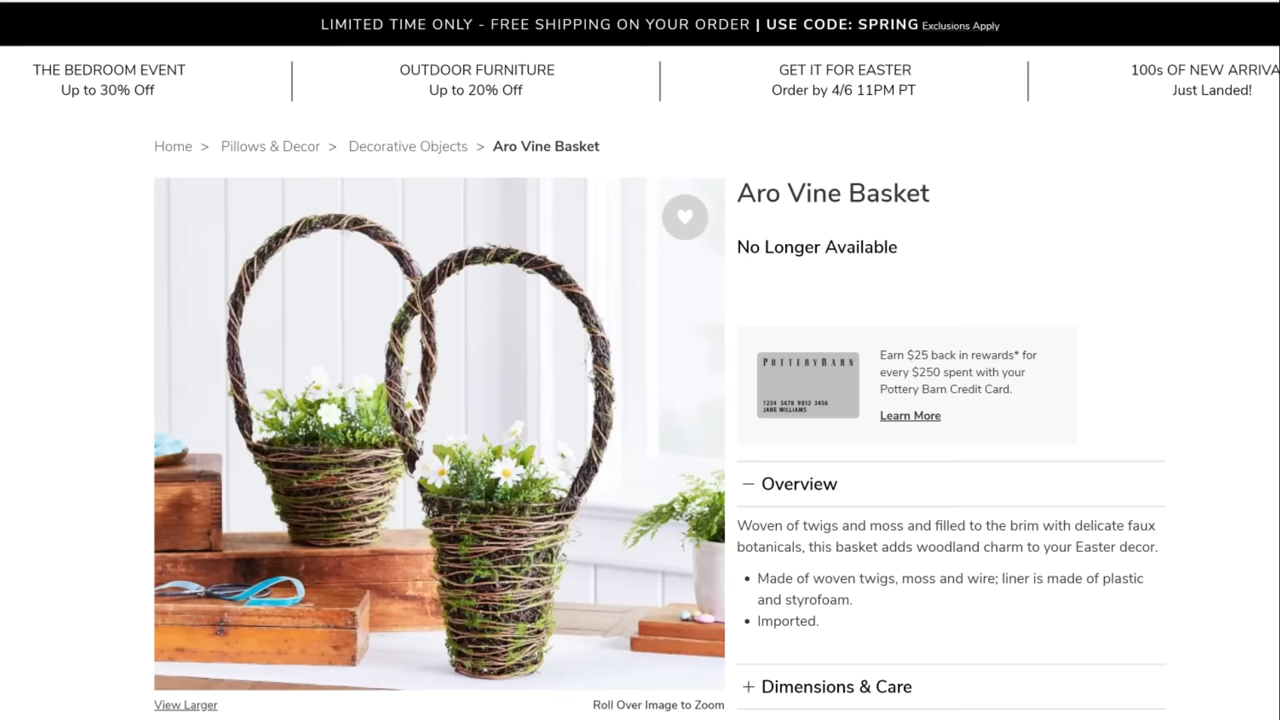 LIMITED TIME ONLY - FREE SHIPPING ON YOUR ORDER | USE CODE: SPRING Exclusions Apply
THE BEDROOM EVENT
Up to 30% Off
OUTDOOR FURNITURE
Up to 20% Off
GET IT FOR EASTER
Order by 4/6 11PM PT
100s OF NEW ARRIVA
Just Landed!
Home > Pillows & Decor > Decorative Objects > Aro Vine Basket
Aro Vine Basket
No Longer Available
POTTERY BARN
1234 5678 9012 3456
JANE WILLIAMS
Earn $25 back in rewards* for
every $250 spent with your
Pottery Barn Credit Card.
Learn More
— Overview
Woven of twigs and moss and filled to the brim with delicate faux
botanicals, this basket adds woodland charm to your Easter decor.
• Made of woven twigs, moss and wire; liner is made of plastic
and styrofoam.
• Imported.
+ Dimensions & Care
View Larger
Roll Over Image to Zoom